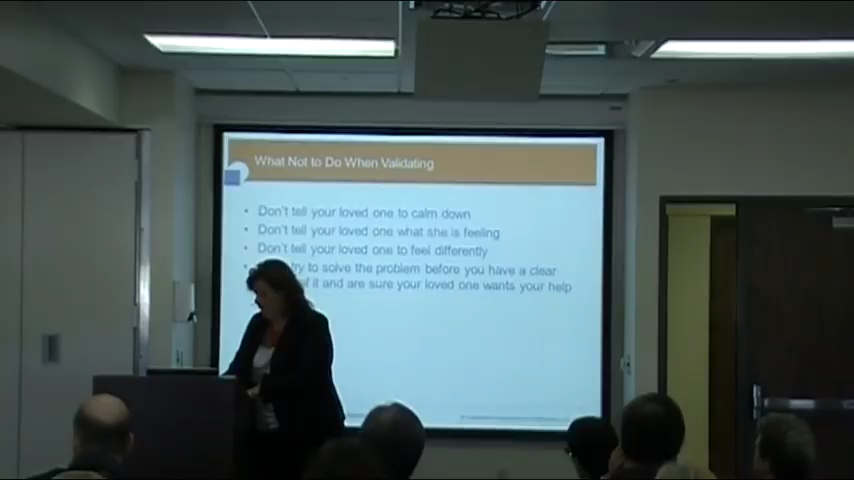 What Not to Do When Validating
• Don't tell your loved one to calm down
• Don't tell your loved one what she is feeling
• Don't tell your loved one to feel differently
• try to solve the problem before you have a clear
of it and are sure your loved one wants your help